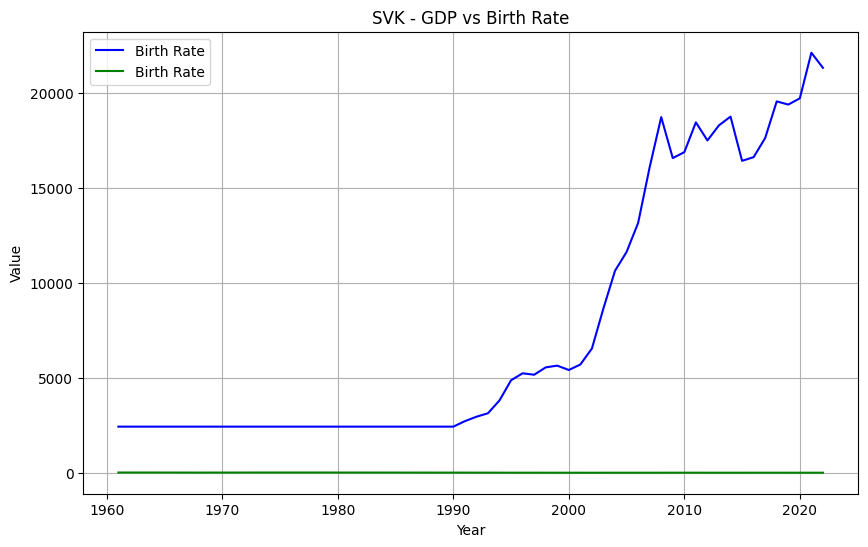 SVK - GDP vs Birth Rate
Birth Rate
Birth Rate
20000
15000
10000
5000
0
Value
1960 1970 1980 1990 2000 2010 2020
Year